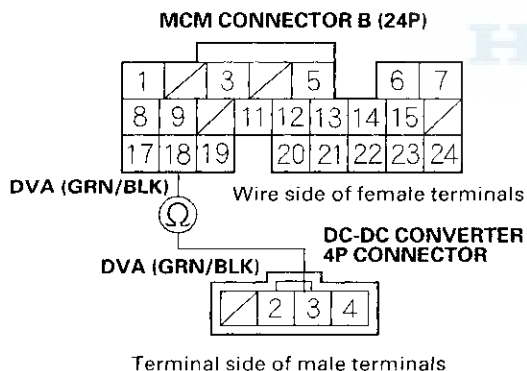 MCM CONNECTOR B (24P)
1 3 5 6 7
8 9 11 12 13 14 15
17 18 19 20 21 22 23 24
DVA (GRN/BLK)
Wire side of female terminals
Ω
DC-DC CONVERTER
4P CONNECTOR
DVA (GRN/BLK)
2 3 4
Terminal side of male terminals
H